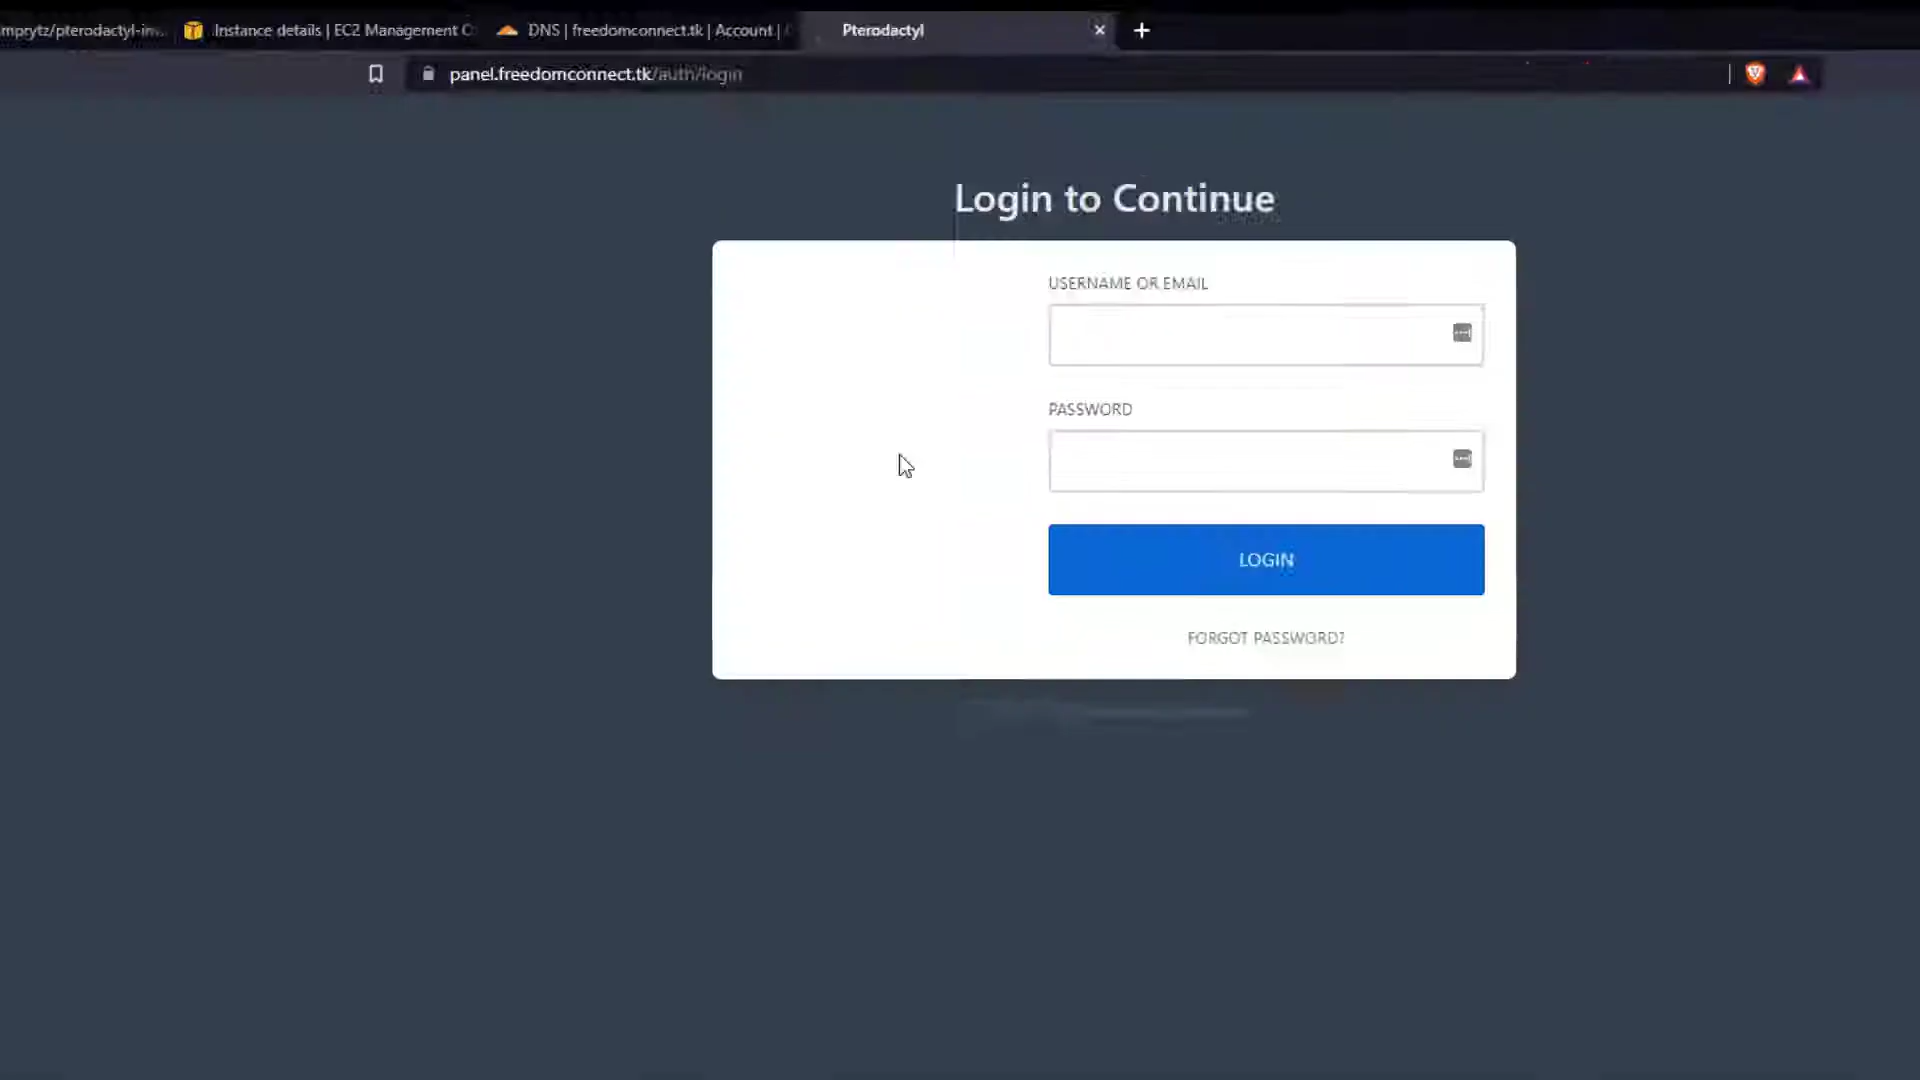 mprytz/pterodactyl-in...
Instance details | EC2 Management C
DNS | freedomconnect.tk | Account |
Pterodactyl
panel.freedomconnect.tk/auth/login
Login to Continue
USERNAME OR EMAIL
PASSWORD
LOGIN
FORGOT PASSWORD?